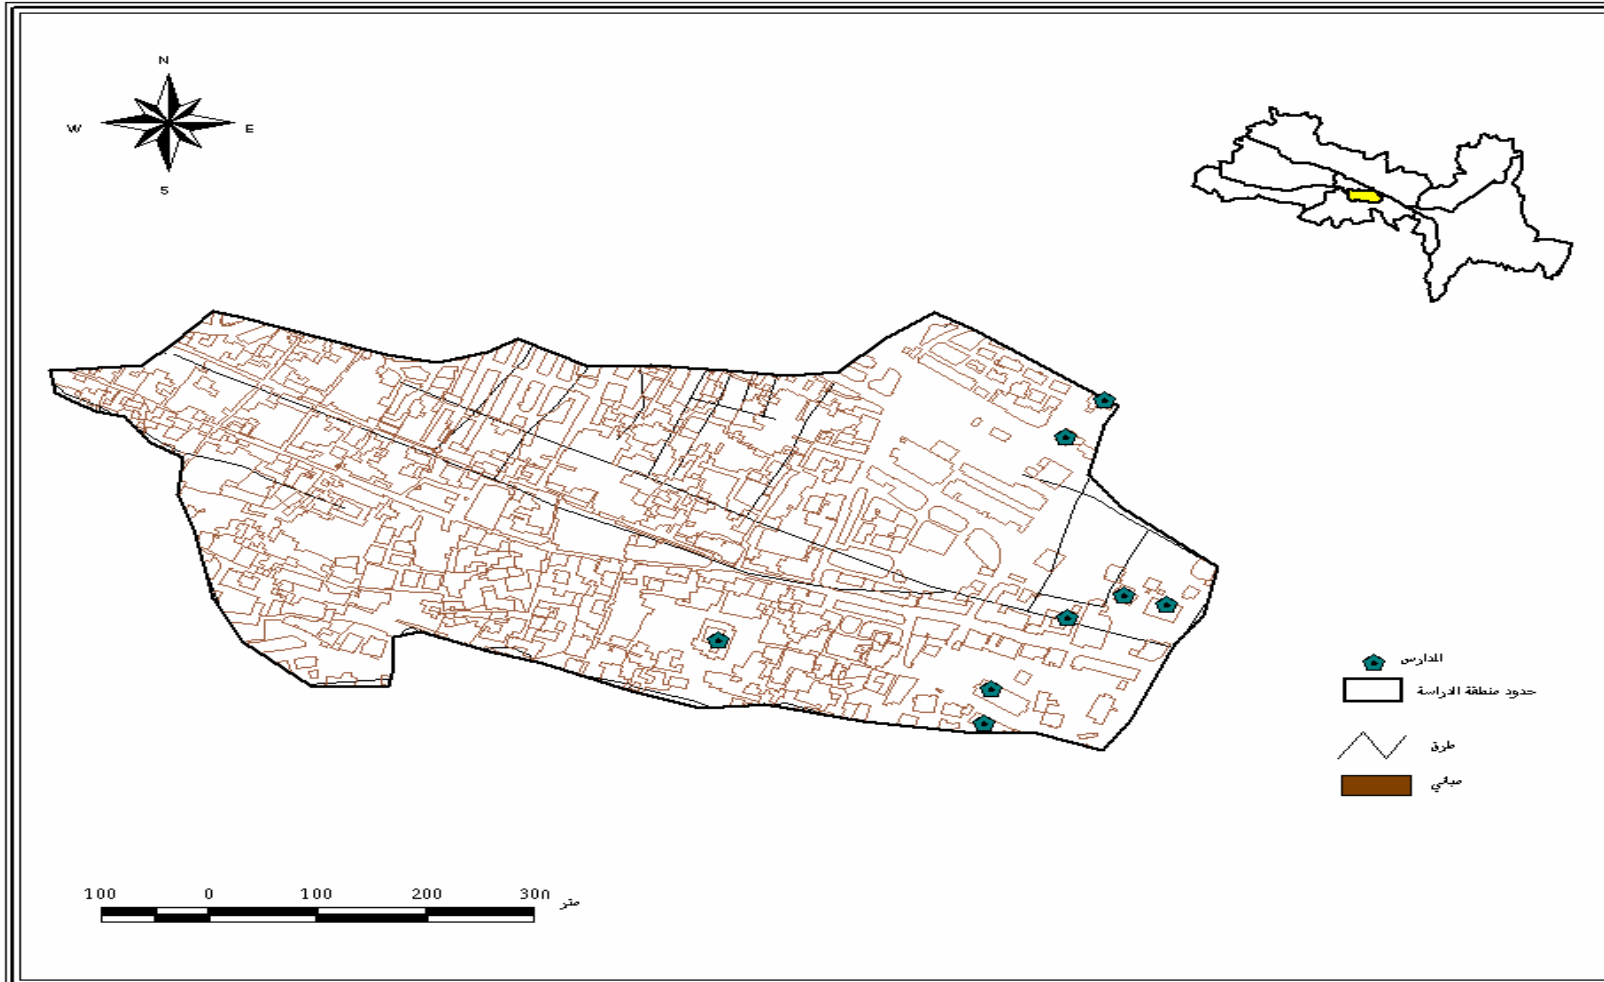 N
W E
S
المدارس
حدود منطقة الدراسة
طرق
مباني
100 0 100 200 300
متر